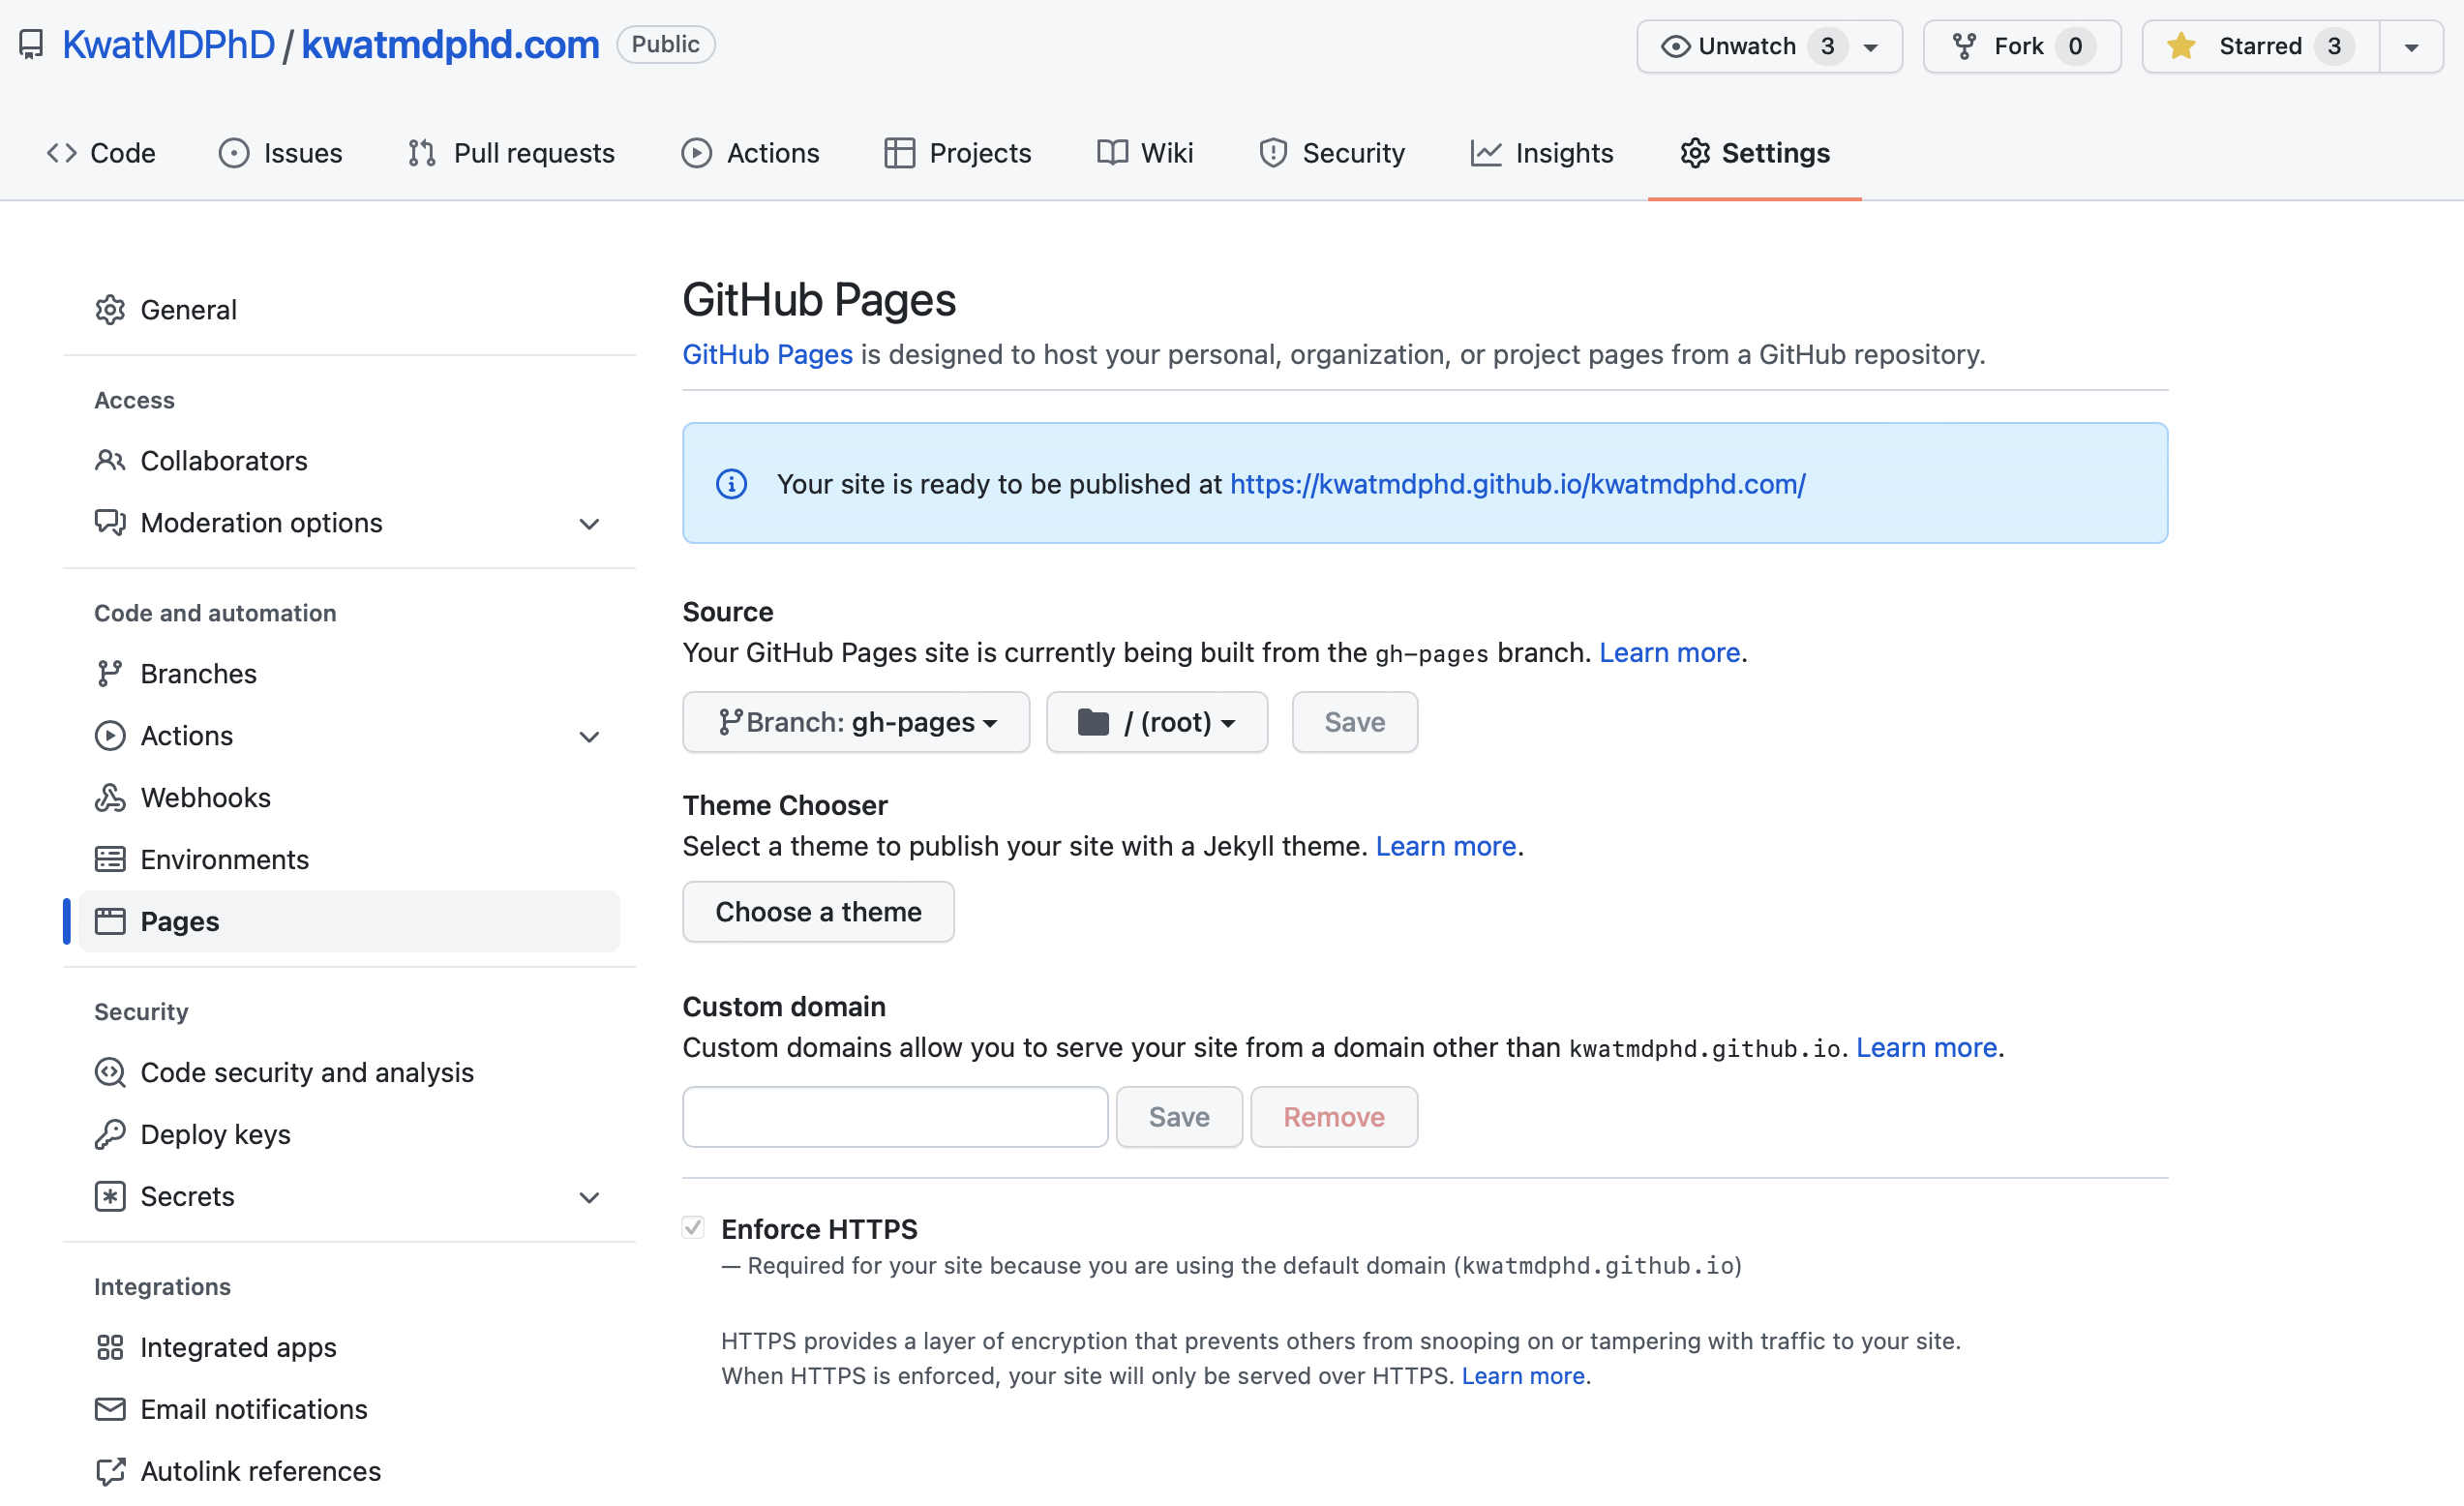 KwatMDPhD / kwatmdphd.com Public
Unwatch 3
Fork 0
Starred 3
Code
Issues
Pull requests
Actions
Projects
Wiki
Security
Insights
Settings
General
Access
Collaborators
Moderation options
Code and automation
Branches
Actions
Webhooks
Environments
Pages
Security
Code security and analysis
Deploy keys
Secrets
Integrations
Integrated apps
Email notifications
Autolink references
GitHub Pages
GitHub Pages is designed to host your personal, organization, or project pages from a GitHub repository.
Your site is ready to be published at https://kwatmdphd.github.io/kwatmdphd.com/
Source
Your GitHub Pages site is currently being built from the gh-pages branch. Learn more.
Branch: gh-pages
/ (root)
Save
Theme Chooser
Select a theme to publish your site with a Jekyll theme. Learn more.
Choose a theme
Custom domain
Custom domains allow you to serve your site from a domain other than kwatmdphd.github.io. Learn more.
Save
Remove
Enforce HTTPS
— Required for your site because you are using the default domain (kwatmdphd.github.io)
HTTPS provides a layer of encryption that prevents others from snooping on or tampering with traffic to your site.
When HTTPS is enforced, your site will only be served over HTTPS. Learn more.